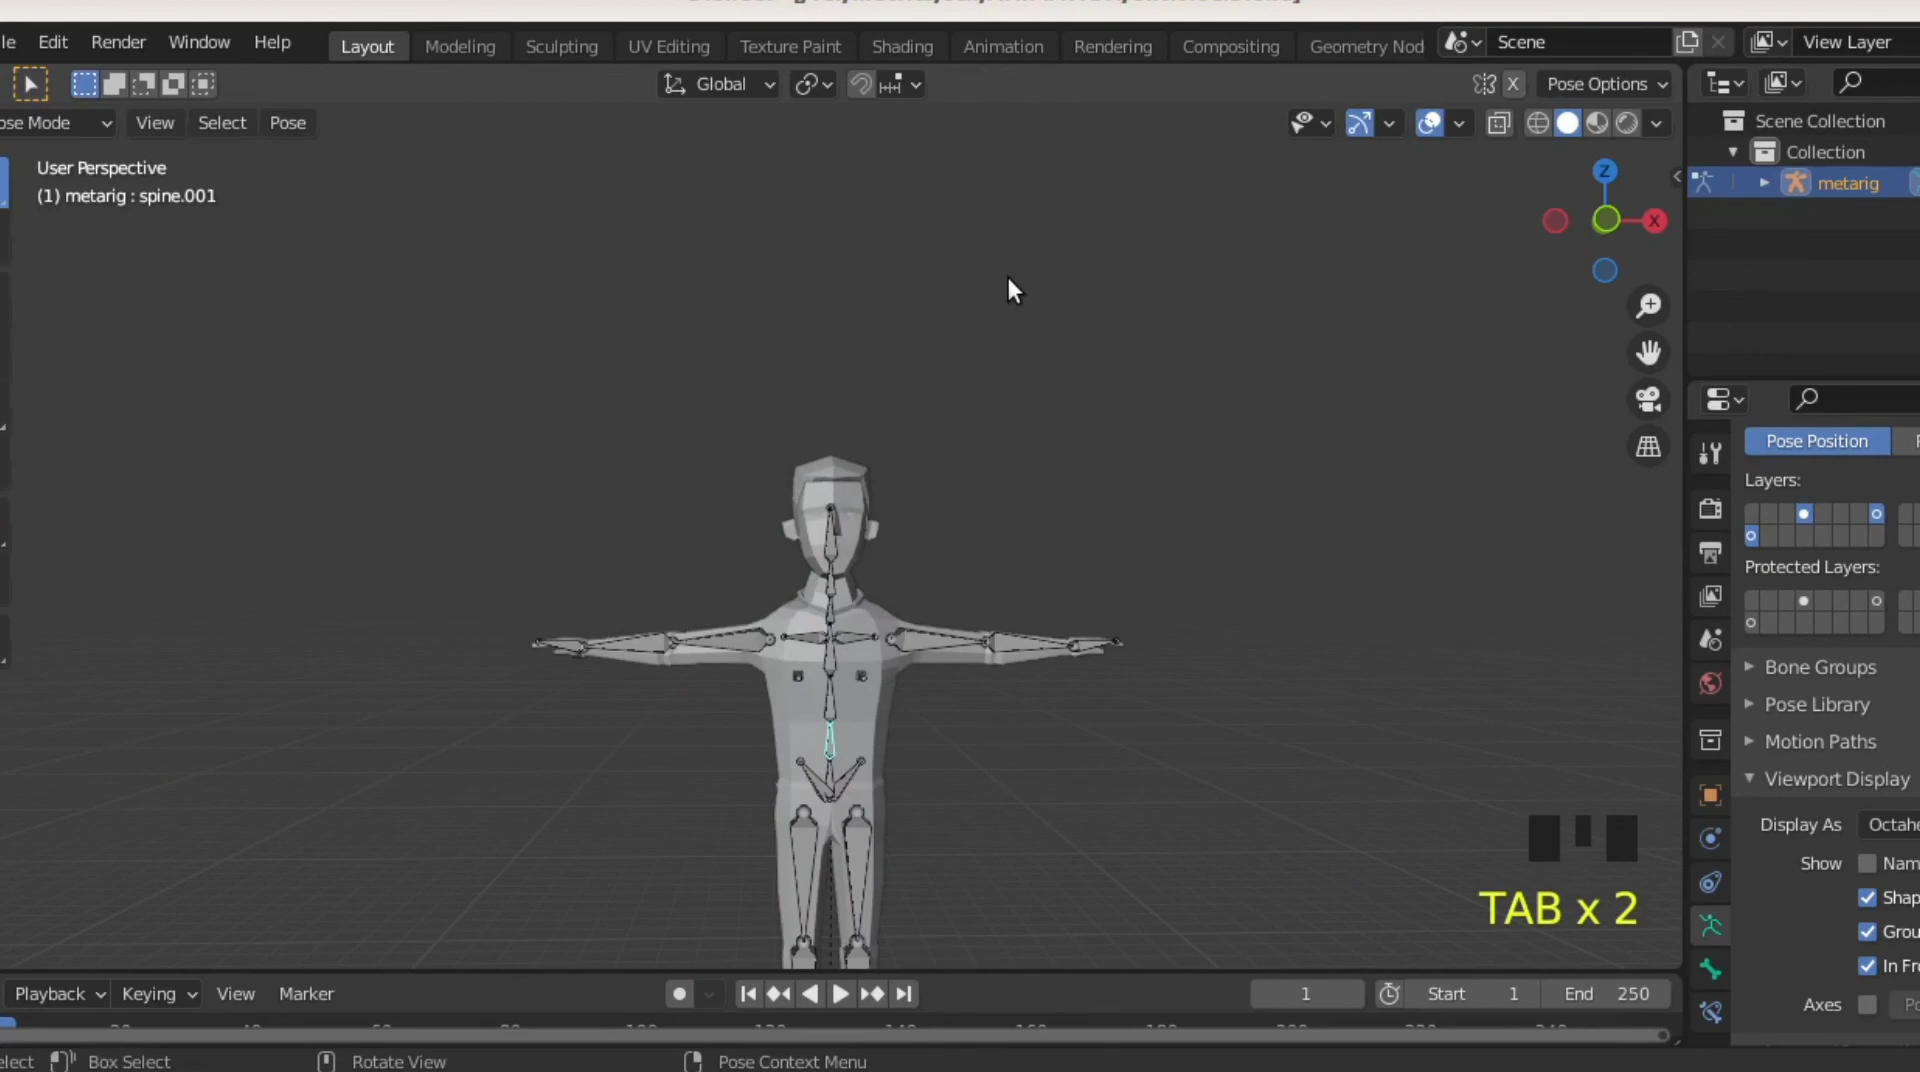 le Edit Render Window Help Layout Modeling Sculpting UV Editing Texture Paint Shading Animation Rendering Compositing Geometry Nod Scene View Layer
Global X Pose Options
ose Mode View Select Pose
User Perspective
(1) metarig : spine.001
Z
X
Scene Collection
Collection
metarig
Pose Position
Layers:
Protected Layers:
Bone Groups
Pose Library
Motion Paths
Viewport Display
Display As Octahe
Show Nam
Shap
Grou
In Fr
Axes Po
TAB x 2
Playback Keying View Marker 1 Start 1 End 250
elect Box Select Rotate View Pose Context Menu